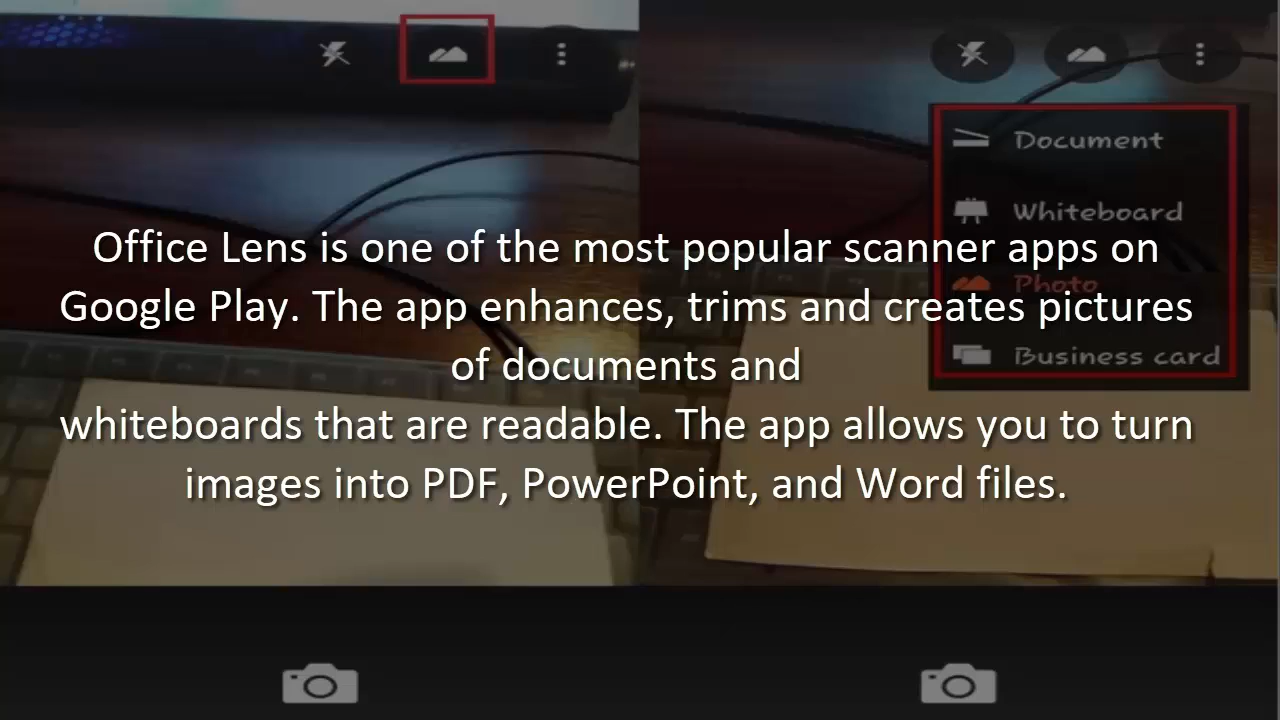 Document
Whiteboard
Photo
Business card
Office Lens is one of the most popular scanner apps on
Google Play. The app enhances, trims and creates pictures
of documents and
whiteboards that are readable. The app allows you to turn
images into PDF, PowerPoint, and Word files.